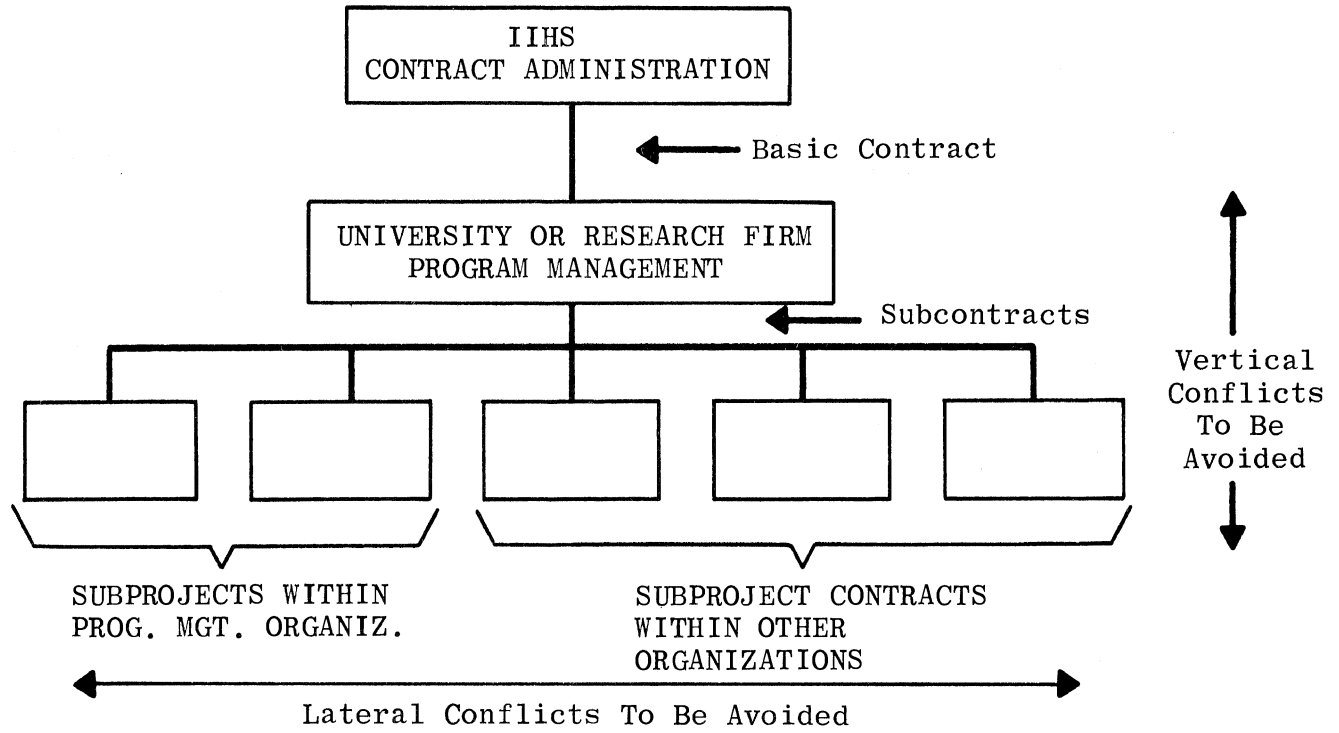 IIHS
CONTRACT ADMINISTRATION
Basic Contract
UNIVERSITY OR RESEARCH FIRM
PROGRAM MANAGEMENT
Subcontracts
Vertical
Conflicts
To Be
Avoided
SUBPROJECTS WITHIN
PROG. MGT. ORGANIZ.
SUBPROJECT CONTRACTS
WITHIN OTHER
ORGANIZATIONS
Lateral Conflicts To Be Avoided